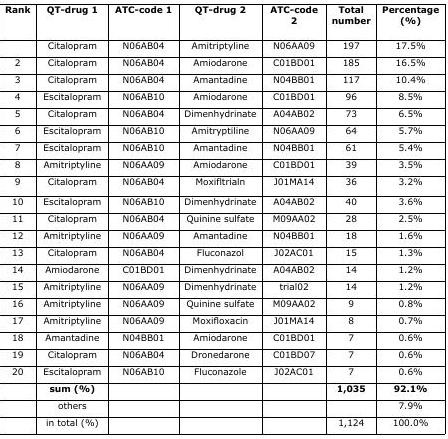 Rank QT-drug 1 ATC-code 1 QT-drug 2 ATC-code 2 Total number Percentage (%)
Citalopram N06AB04 Amitriptyline N06AA09 197 17.5%
2 Citalopram N06AB04 Amiodarone C01BD01 185 16.5%
3 Citalopram N06AB04 Amantadine N04BB01 117 10.4%
4 Escitalopram N06AB10 Amiodarone C01BD01 96 8.5%
5 Citalopram N06AB04 Dimenhydrinate A04AB02 73 6.5%
6 Escitalopram N06AB10 Amitryptiline N06AA09 64 5.7%
7 Escitalopram N06AB10 Amantadine N04BB01 61 5.4%
8 Amitriptyline N06AA09 Amiodarone C01BD01 39 3.5%
9 Citalopram N06AB04 Moxifltrialn J01MA14 36 3.2%
10 Escitalopram N06AB10 Dimenhydrinate A04AB02 40 3.6%
11 Citalopram N06AB04 Quinine sulfate M09AA02 28 2.5%
12 Amitriptyline N06AA09 Amantadine N04BB01 18 1.6%
13 Citalopram N06AB04 Fluconazol J02AC01 15 1.3%
14 Amiodarone C01BD01 Dimenhydrinate A04AB02 14 1.2%
15 Amitriptyline N06AA09 Dimenhydrinate trial02 14 1.2%
16 Amitriptyline N06AA09 Quinine sulfate M09AA02 9 0.8%
17 Amitriptyline N06AA09 Moxifloxacin J01MA14 8 0.7%
18 Amantadine N04BB01 Amiodarone C01BD01 7 0.6%
19 Citalopram N06AB04 Dronedarone C01BD07 7 0.6%
20 Escitalopram N06AB10 Fluconazole J02AC01 7 0.6%
sum (%) 1,035 92.1%
others 7.9%
in total (%) 1,124 100.0%